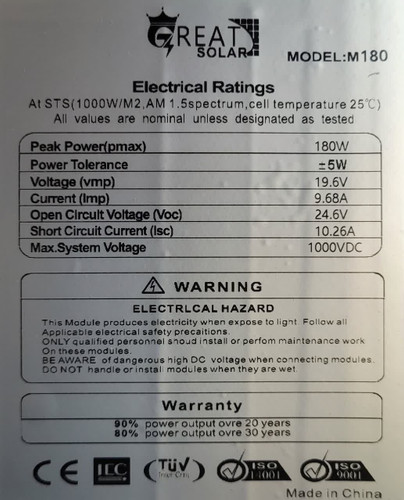 GREAT
SOLAR
MODEL:M180
Electrical Ratings
At STS(1000W/M2,AM 1.5spectrum,cell temperature 25℃)
All values are nominal unless designated as tested
Peak Power(pmax) 180W
Power Tolerance ±5W
Voltage (vmp) 19.6V
Current (Imp) 9.68A
Open Circuit Voltage (Voc) 24.6V
Short Circuit Current (Isc) 10.26A
Max.System Voltage 1000VDC
WARNING
ELECTRLCAL HAZARD
This Module produces electricity when expose to light Follow all
Applicable electrical safety precaitions.
ONLY qualified personnel shoud install or perfom maintenance work
On these modules.
BE AWARE of dangerous high DC voltage when connecting modules.
DO NOT handle or install modules when they are wet.
Warranty
90% power output ovre 20 years
80% power output ovre 30 years
CE IEC TÜV ISO 14001 ISO 9001
Made in China